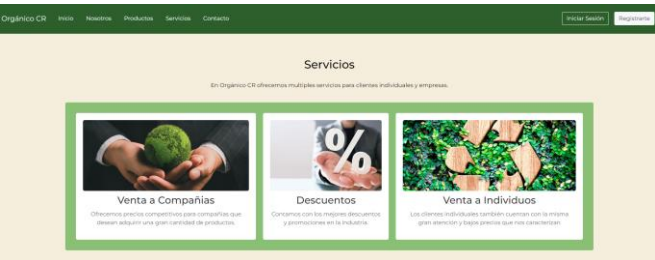 Orgánico CR Inicio Nosotros Productos Servicios Contacto Iniciar Sesión Registrarte
Servicios
En Orgánico CR ofrecemos multiples servicios para clientes individuales y empresas.
%
Venta a Compañias
Ofrecemos precios competitivos para compañias que
desean adquirir una gran cantidad de productos.
Descuentos
Contamos con los mejores descuentos
y promociones en la industria.
Venta a Individuos
Los clientes individuales también cuentan con la misma
gran atención y bajos precios que nos caracterizan